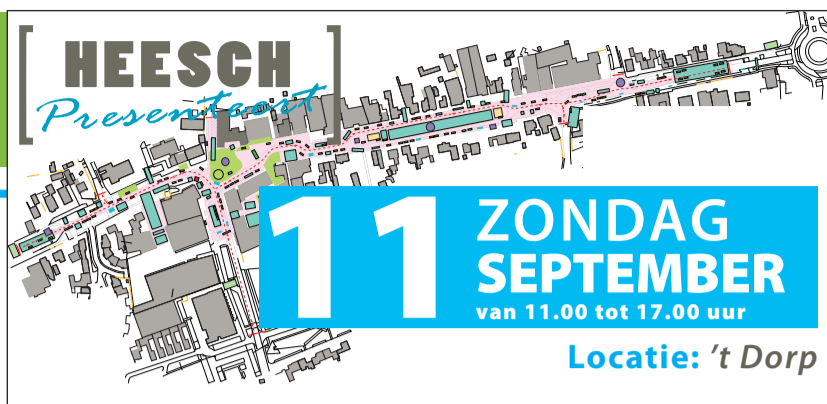 [ HEESCH ]
Presenteert
11
ZONDAG
SEPTEMBER
van 11.00 tot 17.00 uur
Locatie: ’t Dorp